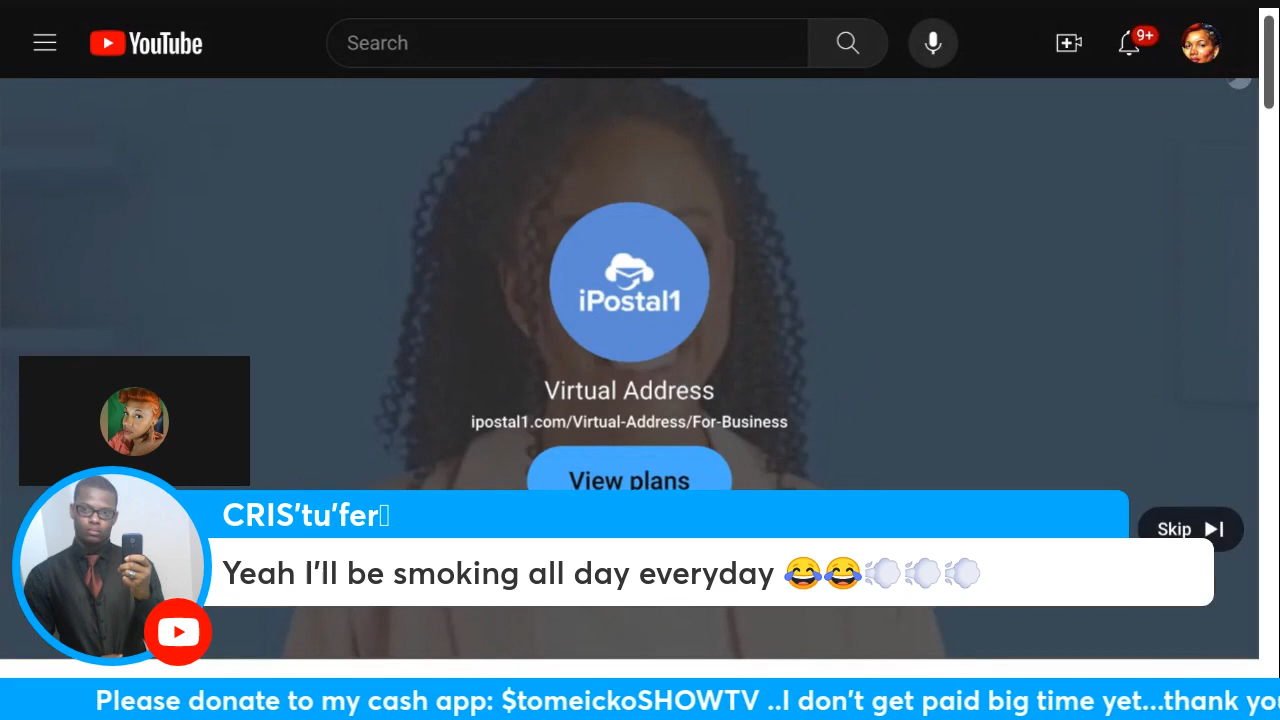 YouTube
Search
9+
iPostal1
Virtual Address
ipostal1.com/Virtual-Address/For-Business
View plans
Skip
CRIS'tu'fer
Yeah I'll be smoking all day everyday 😂😂💨💨💨
Please donate to my cash app: $tomeickoSHOWTV ..I don't get paid big time yet...thank you